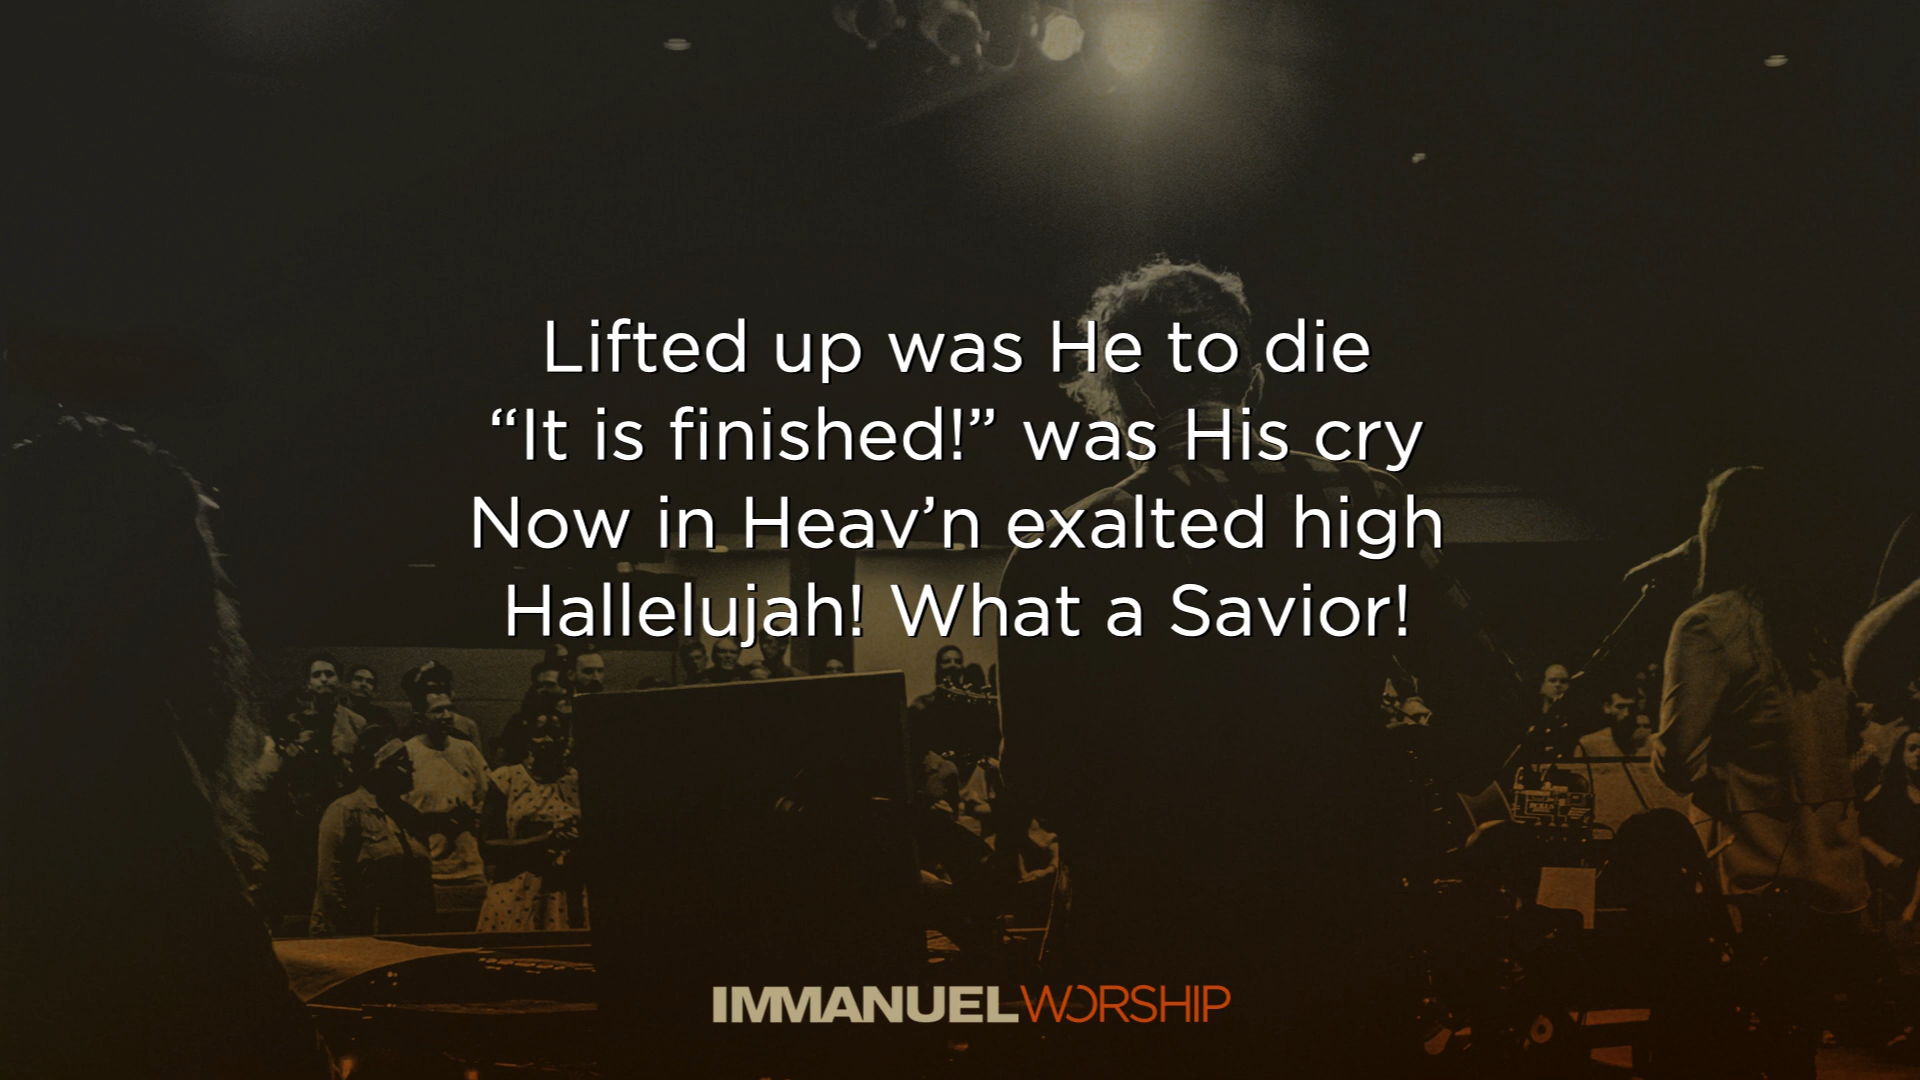 Lifted up was He to die
“It is finished!” was His cry
Now in Heav’n exalted high
Hallelujah! What a Savior!
IMMANUELWORSHIP